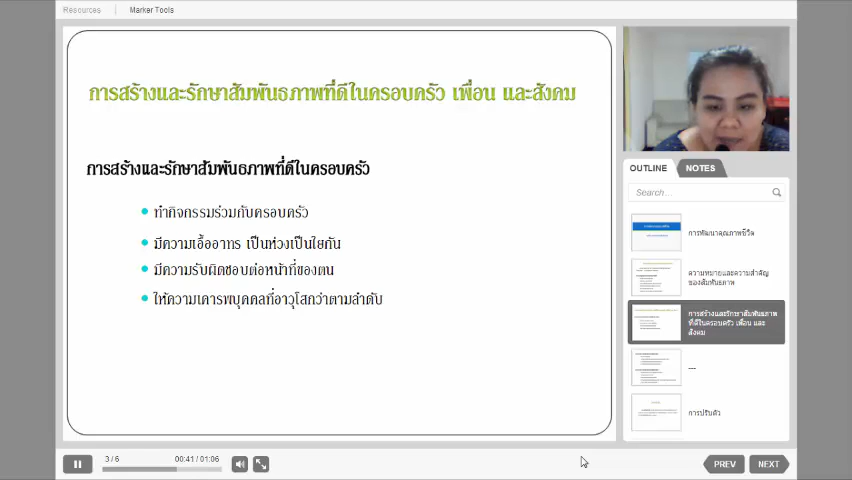 Resources
Marker Tools
การสร้างและรักษาสัมพันธภาพที่ดีในครอบครัว เพื่อน และสังคม
การสร้างและรักษาสัมพันธภาพที่ดีในครอบครัว
ทำกิจกรรมร่วมกับครอบครัว
มีความเอื้ออาทร เป็นห่วงเป็นใยกัน
มีความรับผิดชอบต่อหน้าที่ของตน
ให้ความเคารพบุคคลที่อาวุโสกว่าตามลำดับ
OUTLINE
NOTES
Search...
การพัฒนาคุณภาพชีวิต
ความหมายและความสำคัญ
ของสัมพันธภาพ
การสร้างและรักษาสัมพันธภาพ
ที่ดีในครอบครัว เพื่อน และ
สังคม
---
การปรับตัว
3 / 6
00:41 / 01:06
PREV
NEXT